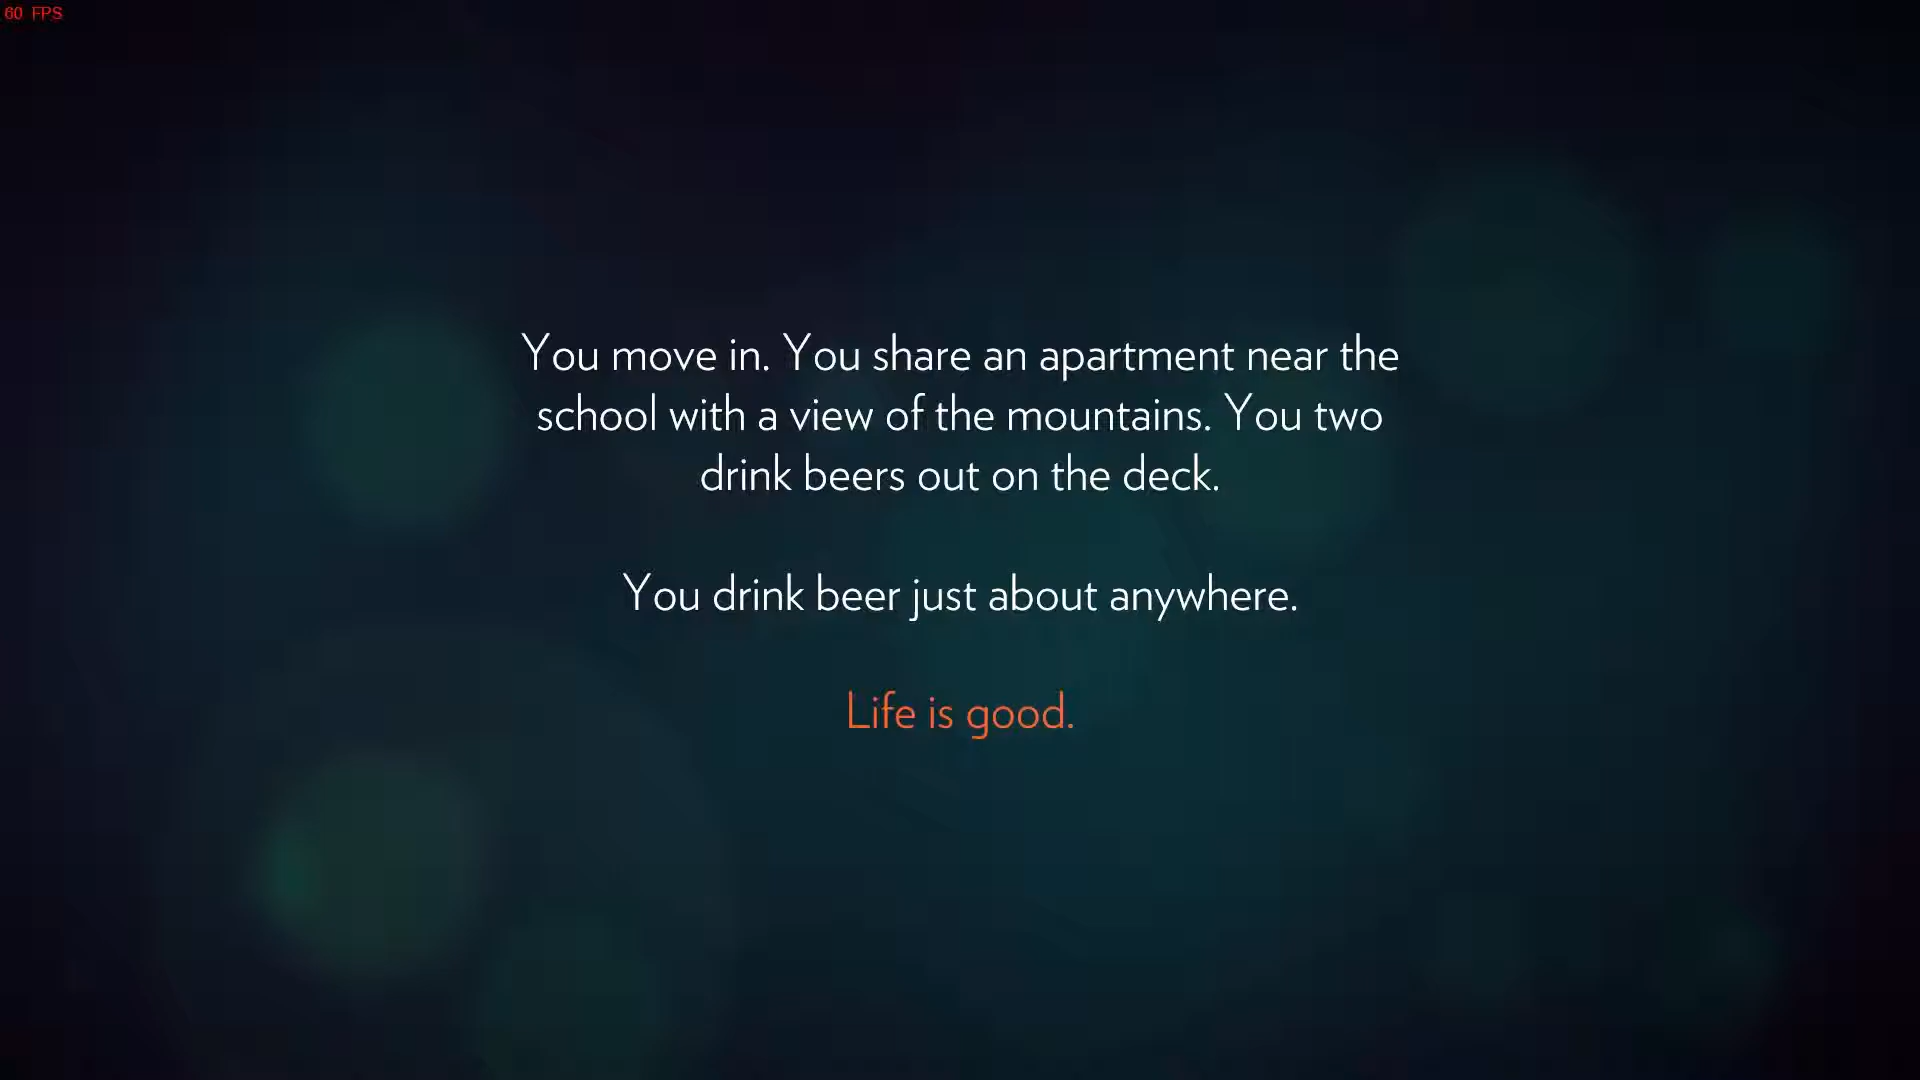 60 FPS
You move in. You share an apartment near the
school with a view of the mountains. You two
drink beers out on the deck.
You drink beer just about anywhere.
Life is good.